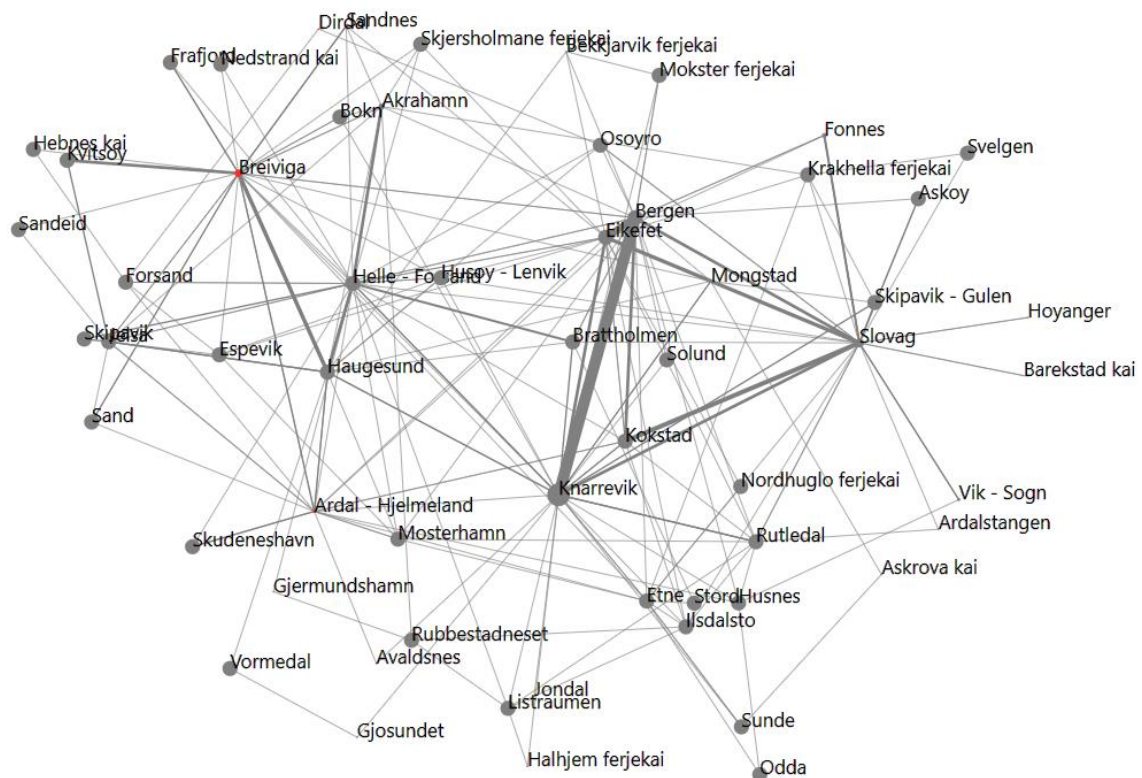 Dirdal
Sandnes
Skjersholmane ferjekai
Bekkjarvik ferjekai
Frafjord
Nedstrand kai
Mokster ferjekai
Akrahamn
Bokn
Fonnes
Hebnes kai
Osoyro
Svelgen
Kvitsoy
Breiviga
Krakhella ferjekai
Askoy
Bergen
Sandeid
Eikefet
Forsand
Helle - Forsand
Husoy - Lenvik
Mongstad
Skipavik - Gulen
Hoyanger
Skipavik
Jelsa
Espevik
Brattholmen
Slovag
Solund
Haugesund
Barekstad kai
Sand
Kokstad
Nordhuglo ferjekai
Knarrevik
Vik - Sogn
Ardal - Hjelmeland
Ardalstangen
Skudeneshavn
Mosterhamn
Rutledal
Askrova kai
Gjermundshamn
Etne
Stord
Husnes
Ilsdalsto
Rubbestadneset
Vormedal
Avaldsnes
Jondal
Listraumen
Sunde
Gjosundet
Halhjem ferjekai
Odda